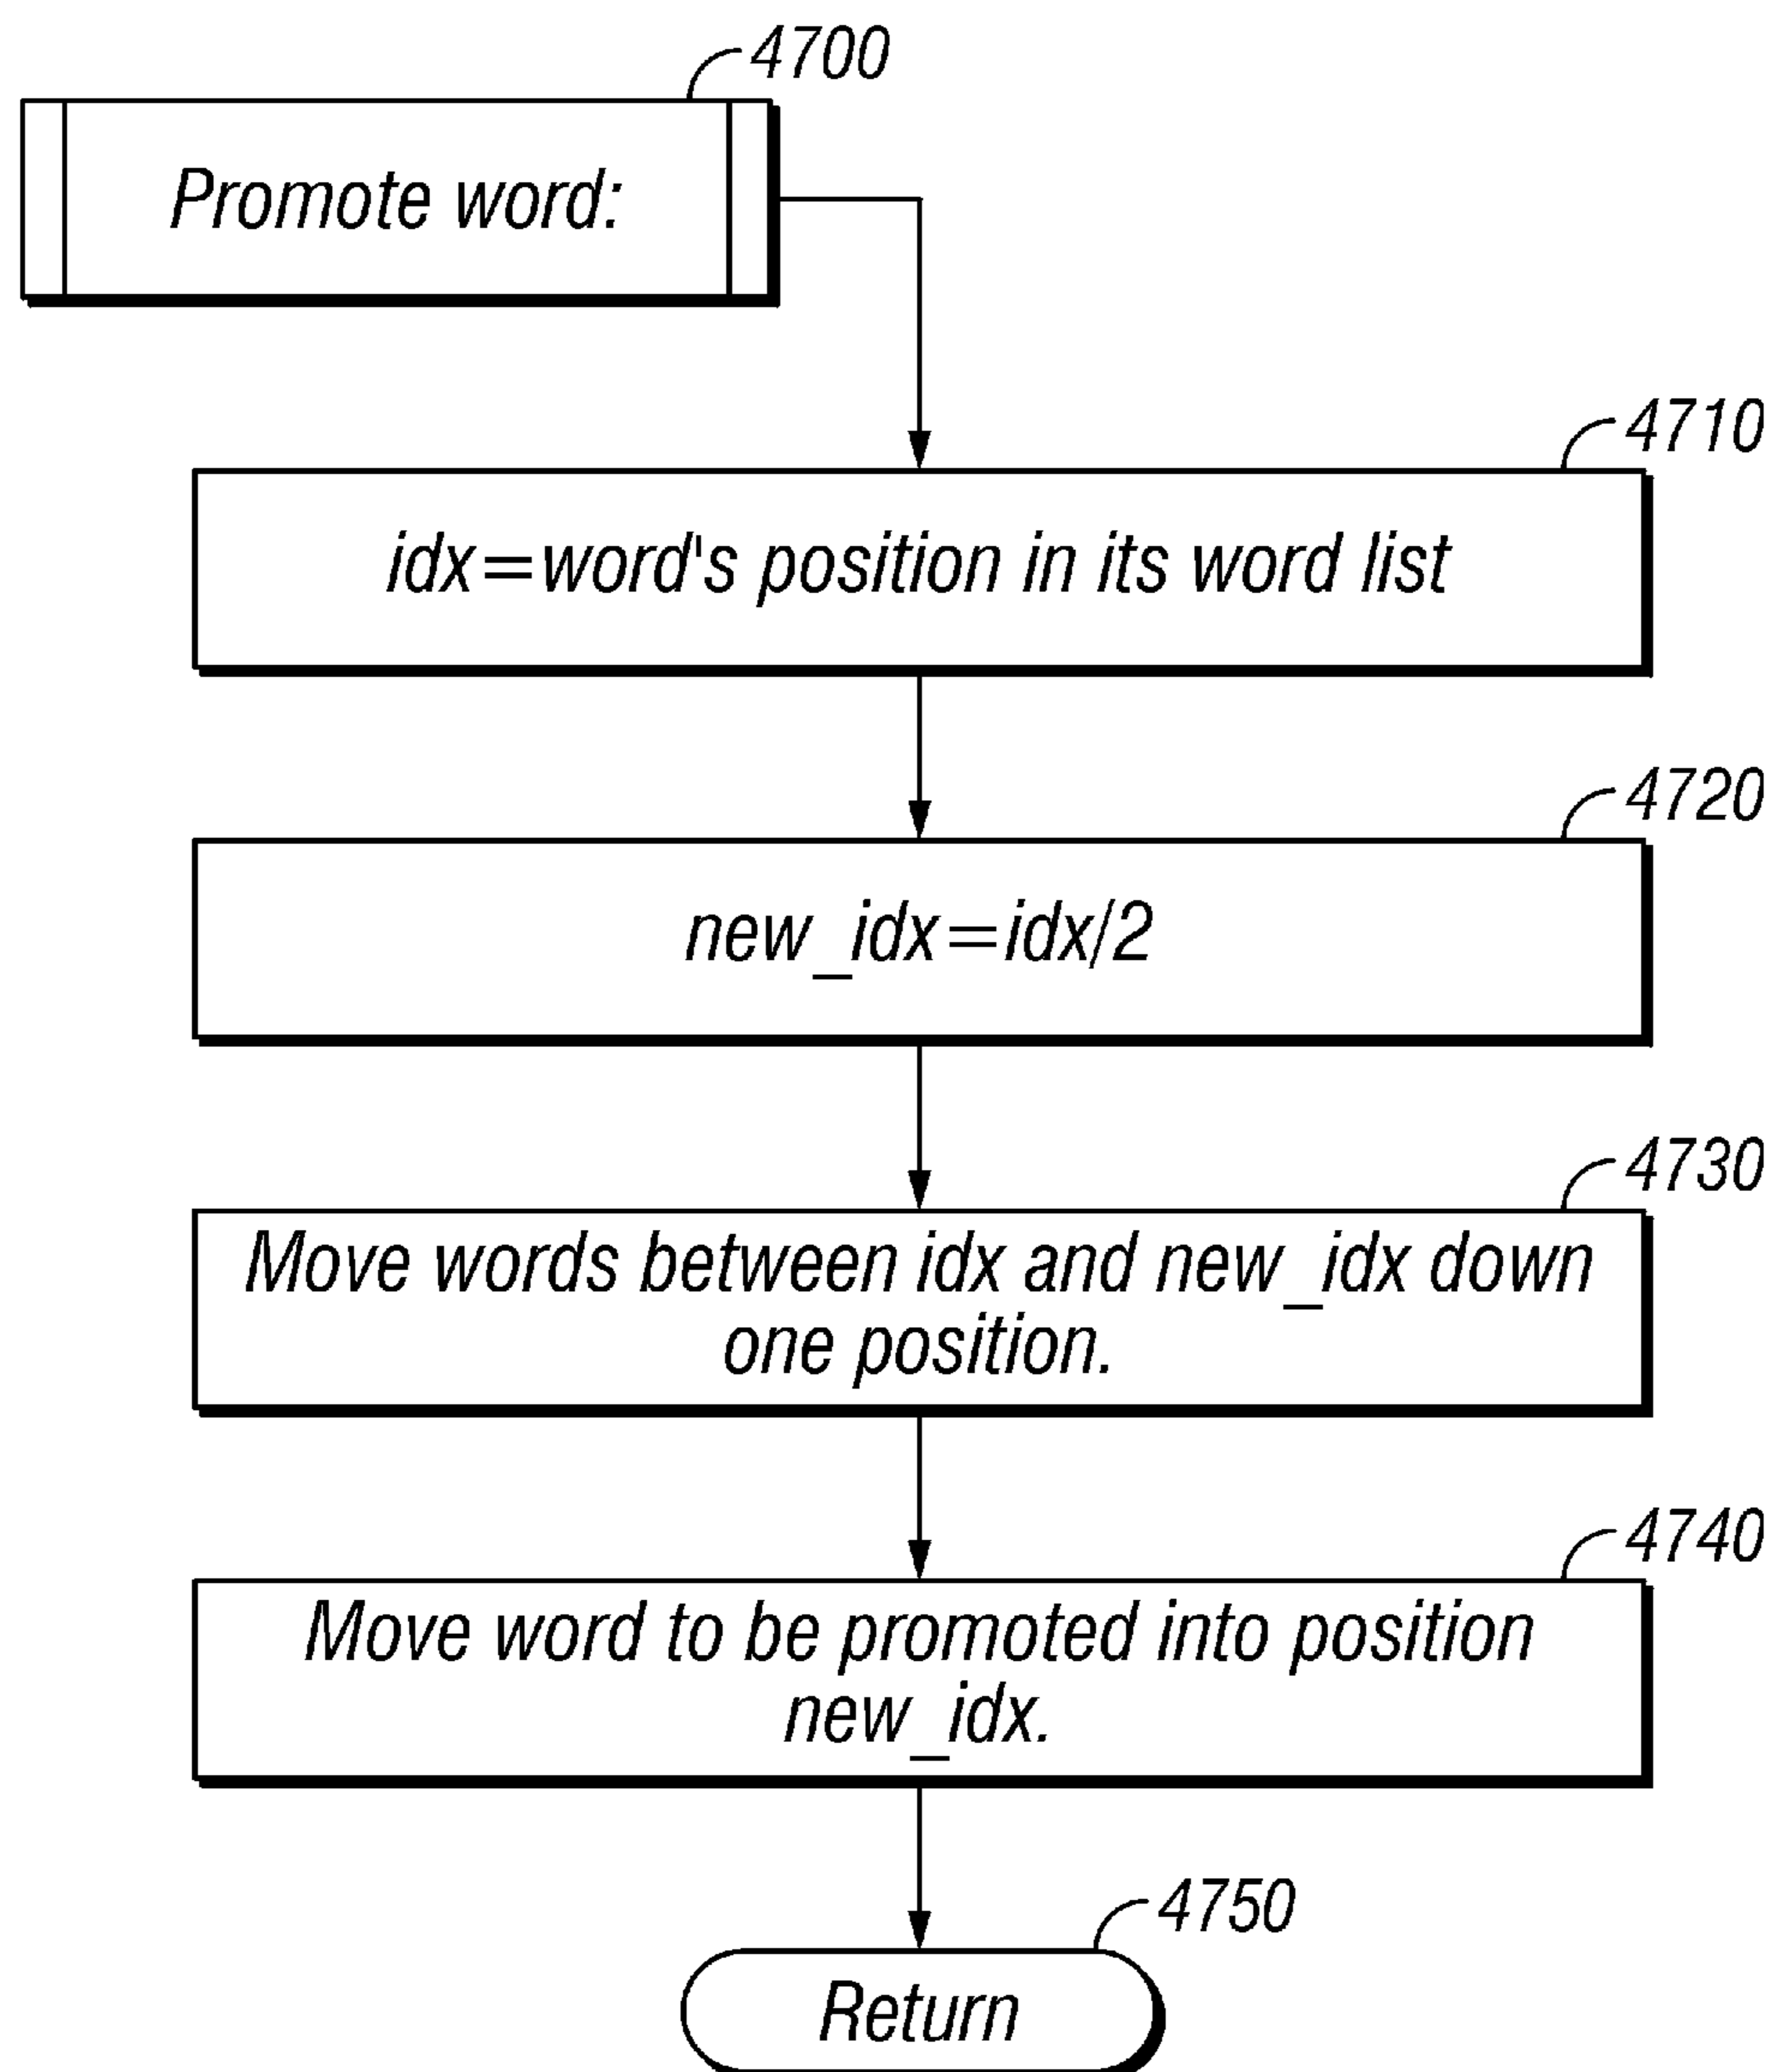 4700
Promote word:
4710
idx=word's position in its word list
4720
new_idx=idx/2
4730
Move words between idx and new_idx down
one position.
4740
Move word to be promoted into position
new_idx.
4750
Return